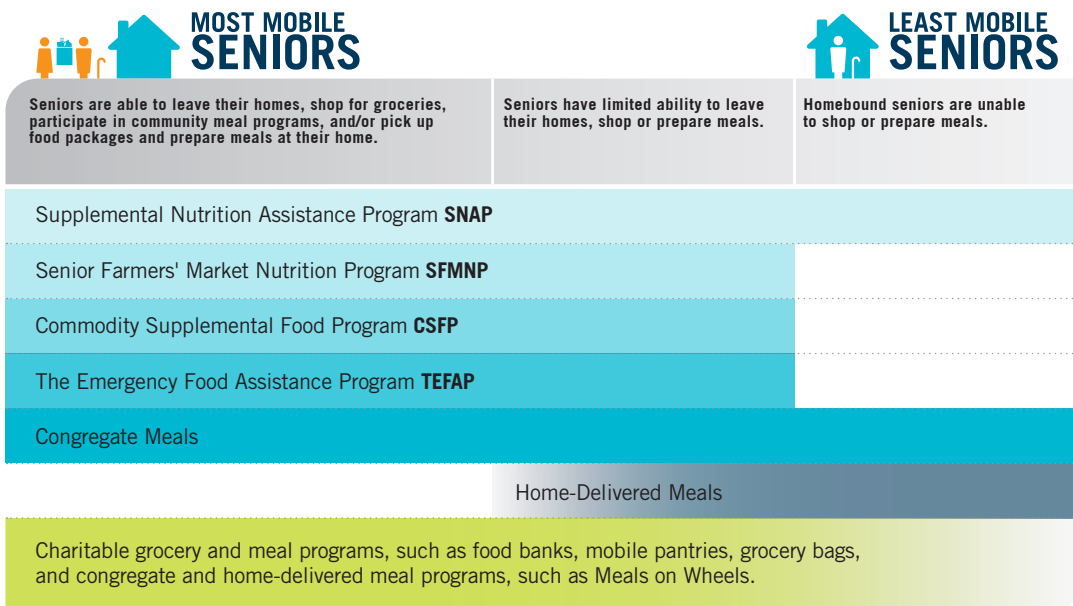 MOST MOBILE
SENIORS
LEAST MOBILE
SENIORS
Seniors are able to leave their homes, shop for groceries,
participate in community meal programs, and/or pick up
food packages and prepare meals at their home.
Seniors have limited ability to leave
their homes, shop or prepare meals.
Homebound seniors are unable
to shop or prepare meals.
Supplemental Nutrition Assistance Program SNAP
Senior Farmers' Market Nutrition Program SFMNP
Commodity Supplemental Food Program CSFP
The Emergency Food Assistance Program TEFAP
Congregate Meals
Home-Delivered Meals
Charitable grocery and meal programs, such as food banks, mobile pantries, grocery bags,
and congregate and home-delivered meal programs, such as Meals on Wheels.